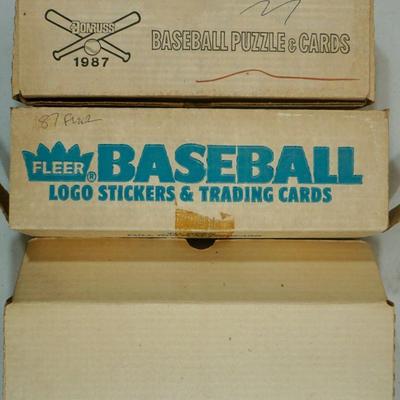 DONRUSS
1987
BASEBALL PUZZLE & CARDS
87 Fleer
FLEER® BASEBALL
LOGO STICKERS & TRADING CARDS